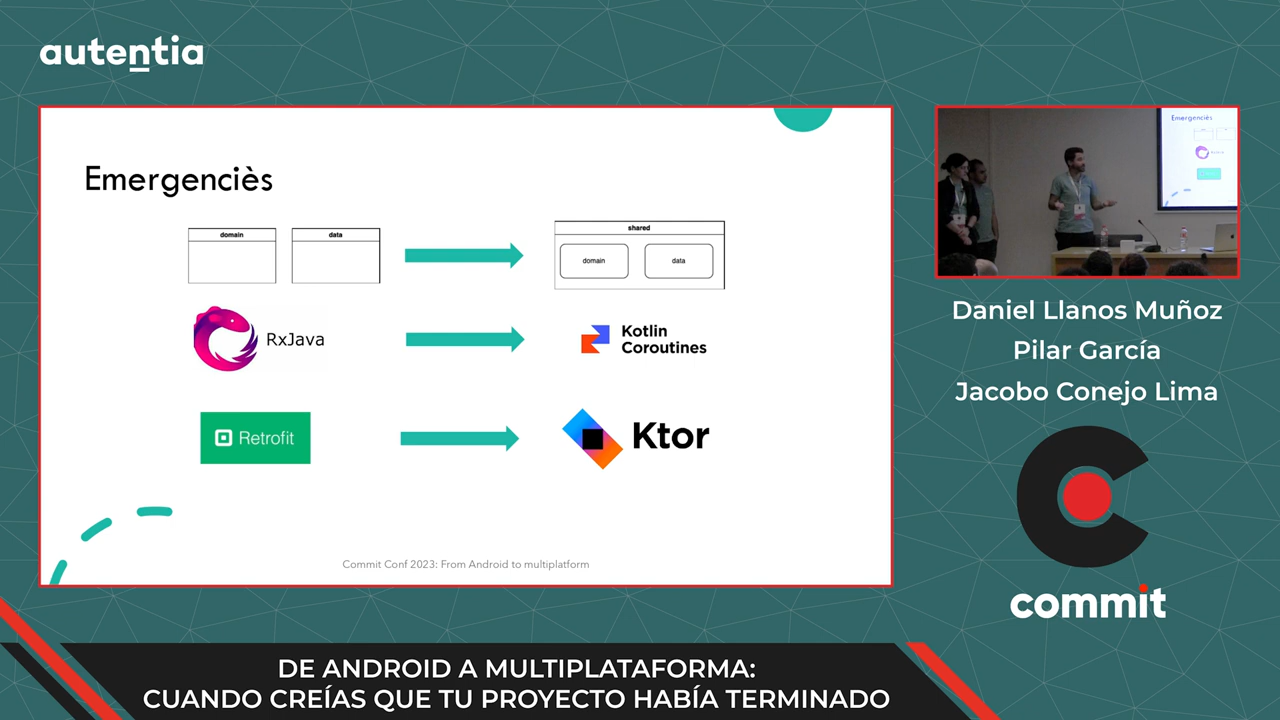 autentia
Emergenciès
domain
data
shared
domain
data
RxJava
Kotlin
Coroutines
Retrofit
Ktor
Commit Conf 2023: From Android to multiplatform
Emergenciès
Daniel Llanos Muñoz
Pilar García
Jacobo Conejo Lima
commit
DE ANDROID A MULTIPLATAFORMA:
CUANDO CREÍAS QUE TU PROYECTO HABÍA TERMINADO